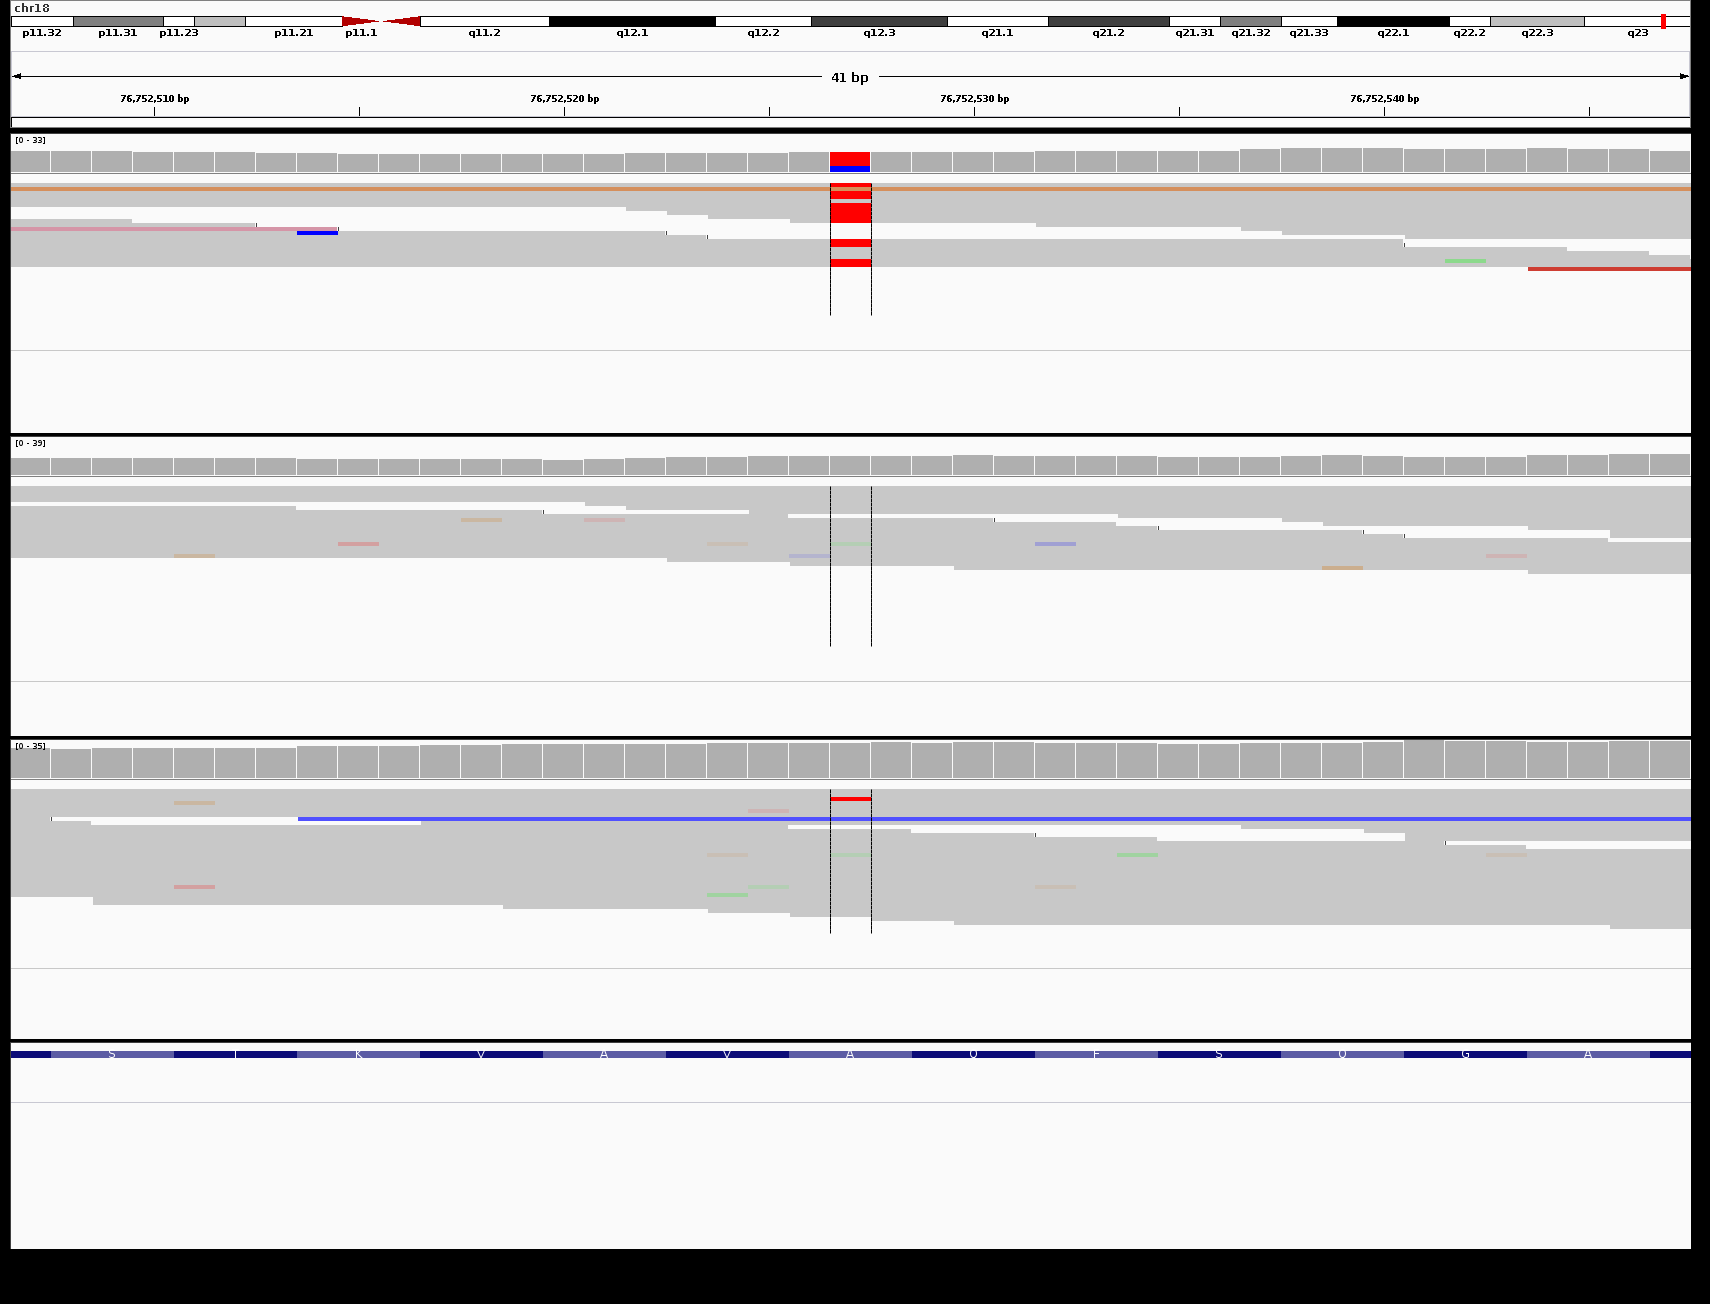 chr18
p11.32 p11.31 p11.23 p11.21 p11.1 q11.2 q12.1 q12.2 q12.3 q21.1 q21.2 q21.31 q21.32 q21.33 q22.1 q22.2 q22.3 q23
41 bp
76,752,510 bp 76,752,520 bp 76,752,530 bp 76,752,540 bp
[0 - 33]
[0 - 39]
[0 - 35]
S I K V A V A Q F S Q G A